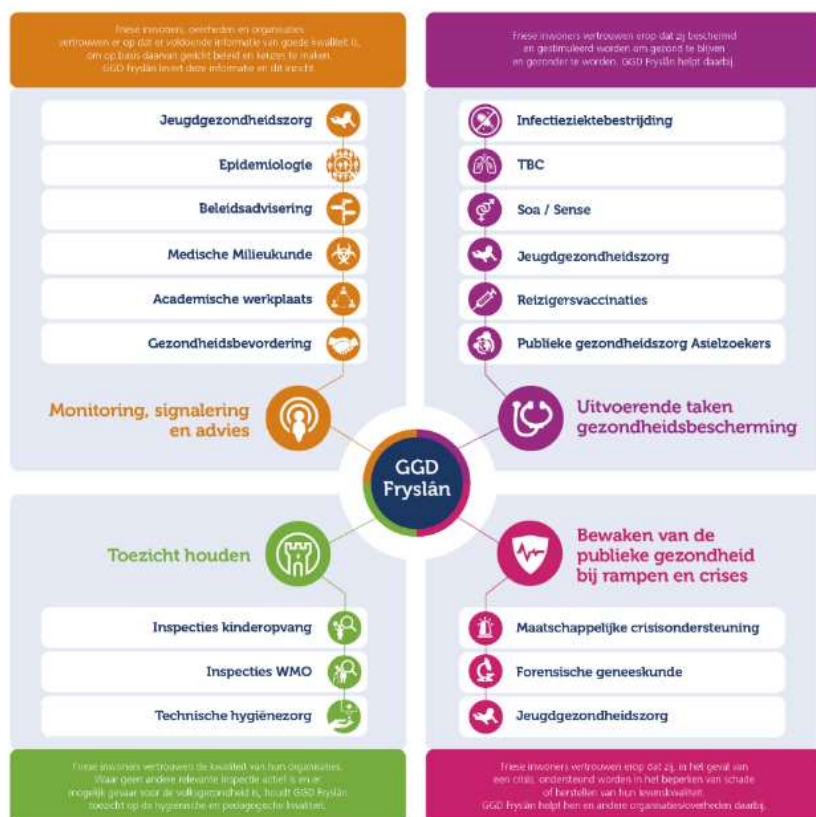 Friese inwoners, overheden en organisaties
vertrouwen er op dat er voldoende informatie van goede kwaliteit is,
om op basis daarvan gericht beleid en keuzes te maken.
GGD Fryslân levert deze informatie en dit inzicht.
Jeugdgezondheidszorg
Epidemiologie
Beleidsadvisering
Medische Milieukunde
Academische werkplaats
Gezondheidsbevordering
Monitoring, signalering
en advies
Friese inwoners vertrouwen erop dat zij beschermd
en gestimuleerd worden om gezond te blijven
en gezonder te worden. GGD Fryslân helpt daarbij.
Infectieziektebestrijding
TBC
Soa / Sense
Jeugdgezondheidszorg
Reizigersvaccinaties
Publieke gezondheidszorg Asielzoekers
Uitvoerende taken
gezondheidsbescherming
GGD
Fryslân
Toezicht houden
Inspecties kinderopvang
Inspecties WMO
Technische hygiënezorg
Friese inwoners vertrouwen de kwaliteit van hun organisaties.
Waar geen andere relevante inspectie actief is en er
mogelijk gevaar voor de volksgezondheid is, houdt GGD Fryslân
toezicht op de hygiënische en pedagogische kwaliteit.
Bewaken van de
publieke gezondheid
bij rampen en crises
Maatschappelijke crisisondersteuning
Forensische geneeskunde
Jeugdgezondheidszorg
Friese inwoners vertrouwen erop dat zij, in het geval van
een crisis, ondersteund worden in het beperken van schade
of herstellen van hun levenskwaliteit.
GGD Fryslân helpt hen en andere organisaties/overheden daarbij.